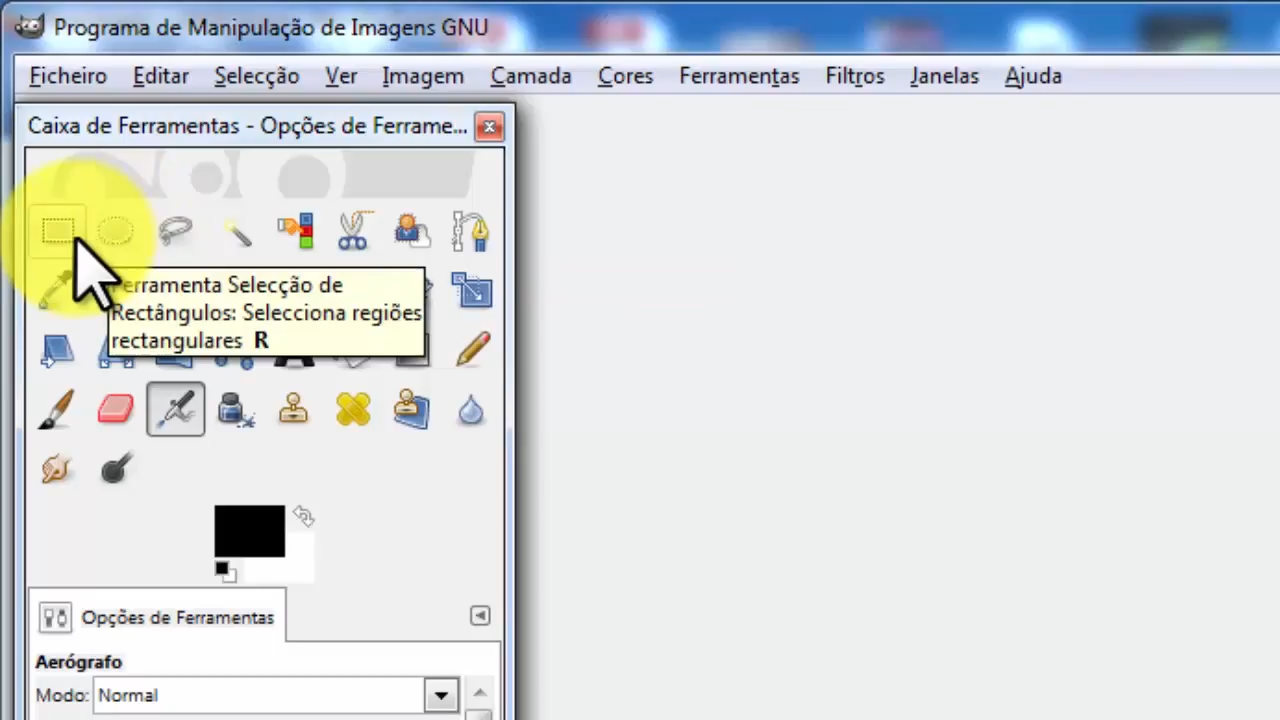 Programa de Manipulação de Imagens GNU
Ficheiro Editar Selecção Ver Imagem Camada Cores Ferramentas Filtros Janelas Ajuda
Caixa de Ferramentas - Opções de Ferrame...
Ferramenta Selecção de
Rectângulos: Selecciona regiões
rectangulares R
Opções de Ferramentas
Aerógrafo
Modo: Normal